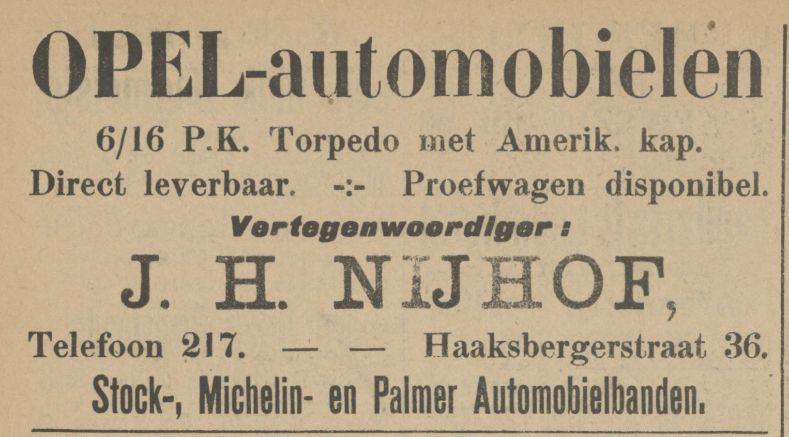 OPEL-automobielen
6/16 P.K. Torpedo met Amerik. kap.
Direct leverbaar. -:- Proefwagen disponibel.
Vertegenwoordiger:
J. H. NIJHOF,
Telefoon 217. — — Haaksbergerstraat 36.
Stock-, Michelin- en Palmer Automobielbanden.